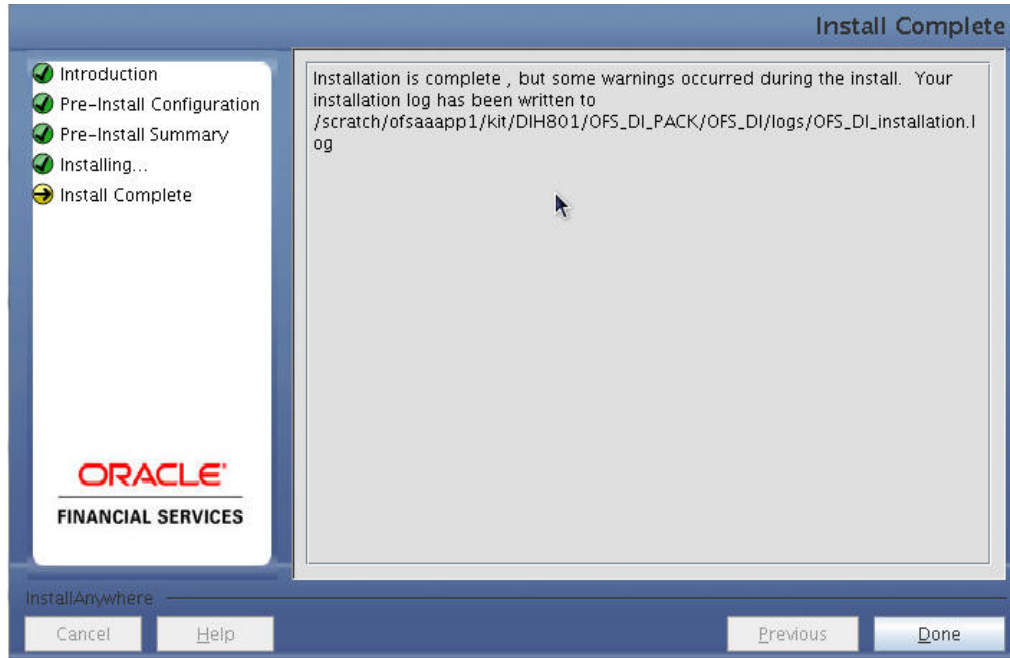 Install Complete
Introduction
Pre-Install Configuration
Pre-Install Summary
Installing...
Install Complete
Installation is complete , but some warnings occurred during the install.  Your
installation log has been written to
/scratch/ofsaaapp1/kit/DIH801/OFS_DI_PACK/OFS_DI/logs/OFS_DI_installation.l
og
ORACLE'
FINANCIAL SERVICES
InstallAnywhere
Cancel
Help
Previous
Done